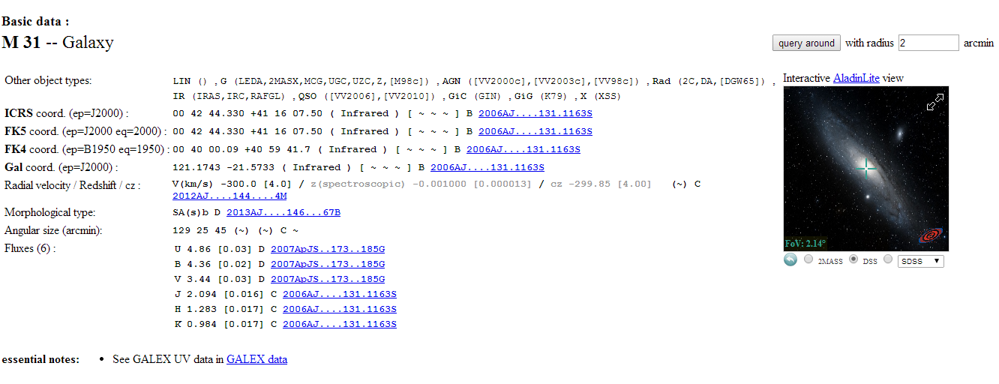 Basic data :
M 31 -- Galaxy
query around with radius 2 arcmin
Other object types: LIN () ,G (LEDA,2MASX,MCG,UGC,UZC,Z,[M98c]) ,AGN ([VV2000c],[VV2003c],[VV98c]) ,Rad (2C,DA,[DGW65]) ,
IR (IRAS,IRC,RAFGL) ,QSO ([VV2006],[VV2010]) ,GiC (GIN) ,GiG (K79) ,X (XSS)
ICRS coord. (ep=J2000) : 00 42 44.330 +41 16 07.50 ( Infrared ) [ ~ ~ ~ ] B 2006AJ....131.1163S
FK5 coord. (ep=J2000 eq=2000) : 00 42 44.330 +41 16 07.50 ( Infrared ) [ ~ ~ ~ ] B 2006AJ....131.1163S
FK4 coord. (ep=B1950 eq=1950) : 00 40 00.09 +40 59 41.7 ( Infrared ) [ ~ ~ ~ ] B 2006AJ....131.1163S
Gal coord. (ep=J2000) : 121.1743 -21.5733 ( Infrared ) [ ~ ~ ~ ] B 2006AJ....131.1163S
Radial velocity / Redshift / cz : V(km/s) -300.0 [4.0] / z(spectroscopic) -0.001000 [0.000013] / cz -299.85 [4.00] (~) C
2012AJ....144....4M
Morphological type: SA(s)b D 2013AJ....146...67B
Angular size (arcmin): 129 25 45 (~) (~) C ~
Fluxes (6) : U 4.86 [0.03] D 2007ApJS..173..185G
B 4.36 [0.02] D 2007ApJS..173..185G
V 3.44 [0.03] D 2007ApJS..173..185G
J 2.094 [0.016] C 2006AJ....131.1163S
H 1.283 [0.017] C 2006AJ....131.1163S
K 0.984 [0.017] C 2006AJ....131.1163S
Interactive AladinLite view
FoV: 2.14°
2MASS DSS SDSS
essential notes: • See GALEX UV data in GALEX data